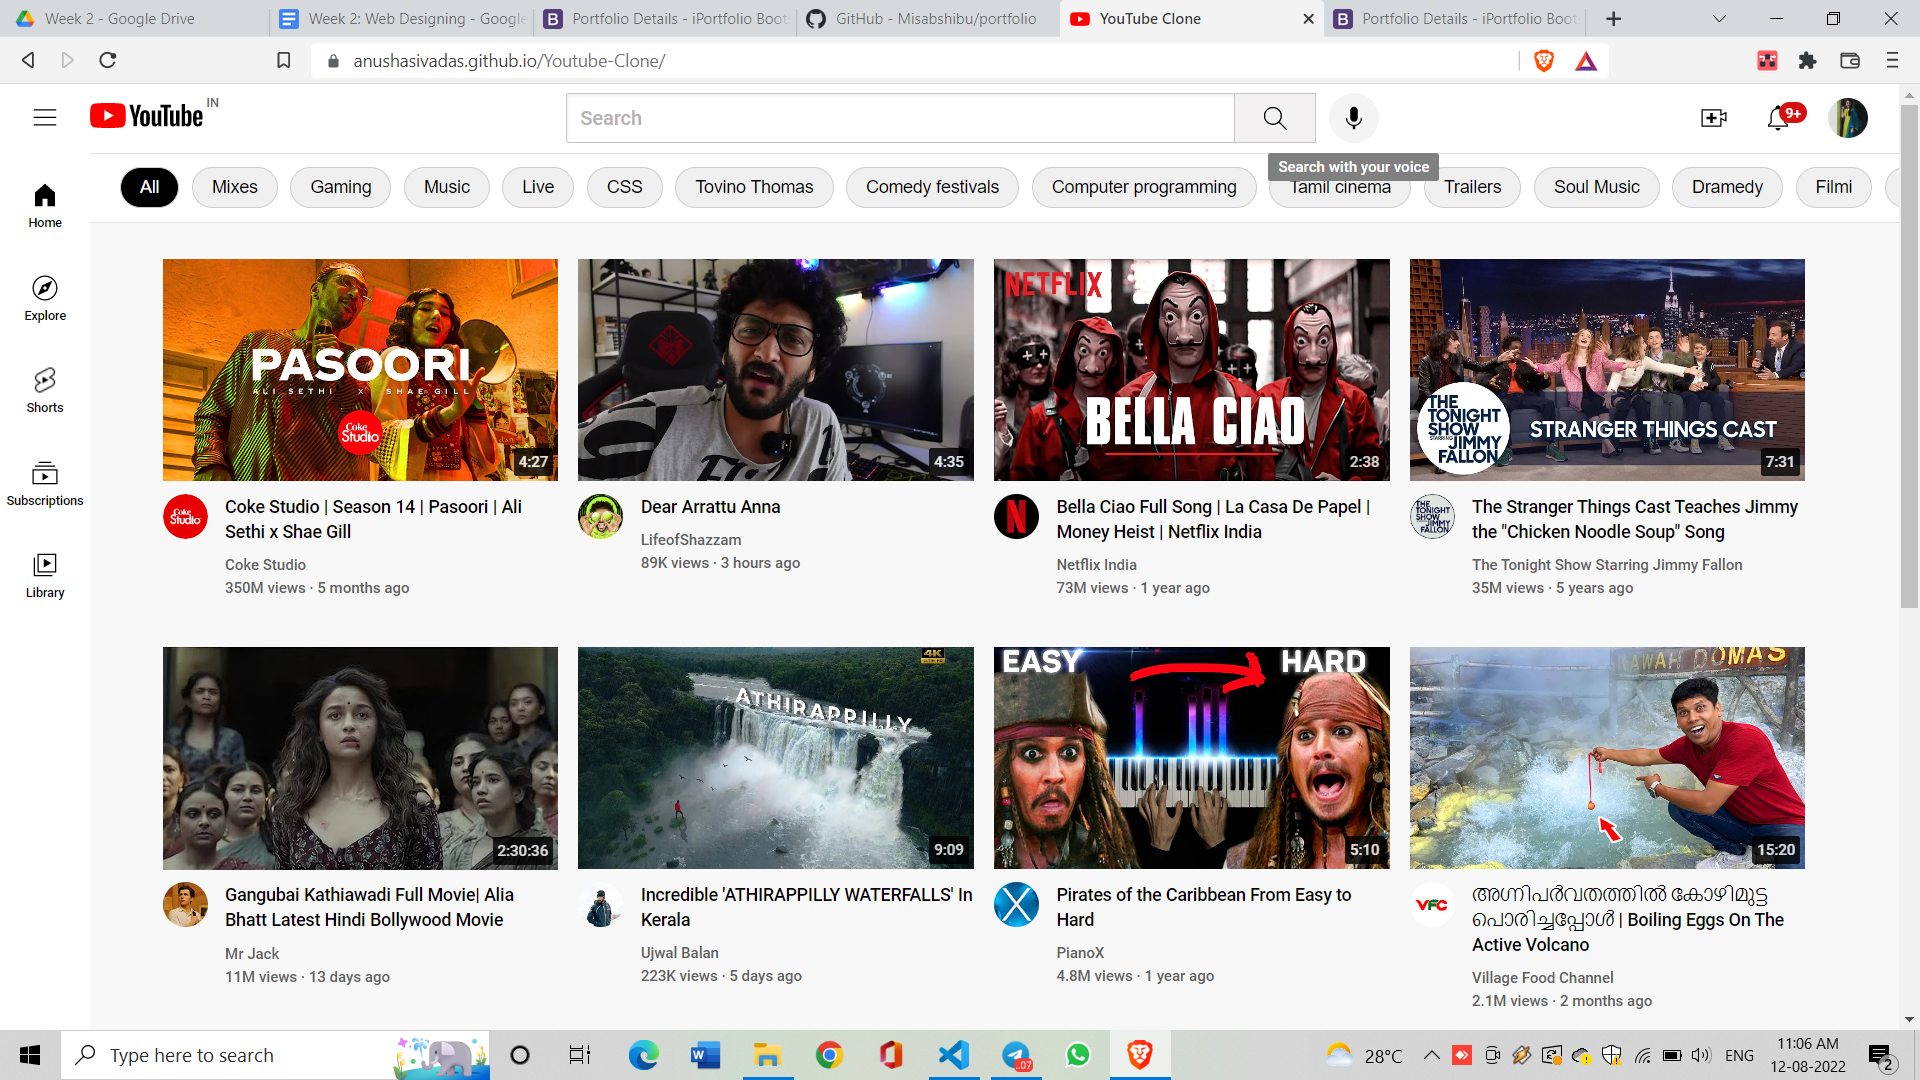 Week 2 - Google Drive
Week 2: Web Designing - Google
Portfolio Details - iPortfolio Boots
GitHub - Misabshibu/portfolio
YouTube Clone
Portfolio Details - iPortfolio Boots
anushasivadas.github.io/Youtube-Clone/
YouTube IN
Search
9+
Search with your voice
All
Mixes
Gaming
Music
Live
CSS
Tovino Thomas
Comedy festivals
Computer programming
Tamil cinema
Trailers
Soul Music
Dramedy
Filmi
Home
Explore
Shorts
Subscriptions
Library
PASOORI
ALI SETHI X SHAE GILL
Coke Studio
4:27
4:35
NETFLIX
BELLA CIAO
2:38
THE TONIGHT SHOW STARRING JIMMY FALLON
STRANGER THINGS CAST
7:31
Coke Studio | Season 14 | Pasoori | Ali
Sethi x Shae Gill
Coke Studio
350M views · 5 months ago
Dear Arrattu Anna
LifeofShazzam
89K views · 3 hours ago
Bella Ciao Full Song | La Casa De Papel |
Money Heist | Netflix India
Netflix India
73M views · 1 year ago
The Stranger Things Cast Teaches Jimmy
the "Chicken Noodle Soup" Song
The Tonight Show Starring Jimmy Fallon
35M views · 5 years ago
2:30:36
4K
ATHIRAPPILLY
9:09
EASY
HARD
5:10
KAWAH DOMAS
15:20
Gangubai Kathiawadi Full Movie| Alia
Bhatt Latest Hindi Bollywood Movie
Mr Jack
11M views · 13 days ago
Incredible 'ATHIRAPPILLY WATERFALLS' In
Kerala
Ujwal Balan
223K views · 5 days ago
Pirates of the Caribbean From Easy to
Hard
PianoX
4.8M views · 1 year ago
VFC
അഗ്നിപർവതത്തിൽ കോഴിമുട്ട
പൊരിച്ചപ്പോൾ | Boiling Eggs On The
Active Volcano
Village Food Channel
2.1M views · 2 months ago
Type here to search
..07
28°C
ENG
11:06 AM
12-08-2022
2